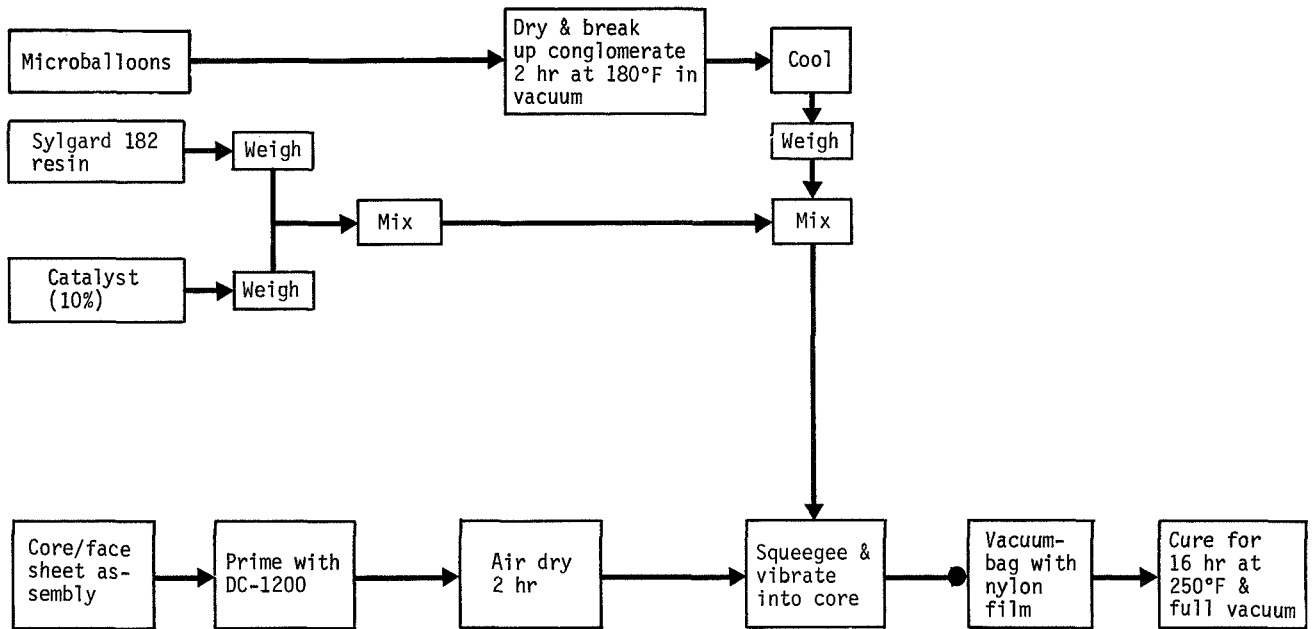 Microballoons
Dry & break
up conglomerate
2 hr at 180°F in
vacuum
Cool
Sylgard 182
resin
Weigh
Weigh
Mix
Mix
Catalyst
(10%)
Weigh
Core/face
sheet as-
sembly
Prime with
DC-1200
Air dry
2 hr
Squeegee &
vibrate
into core
Vacuum-
bag with
nylon
film
Cure for
16 hr at
250°F &
full vacuum